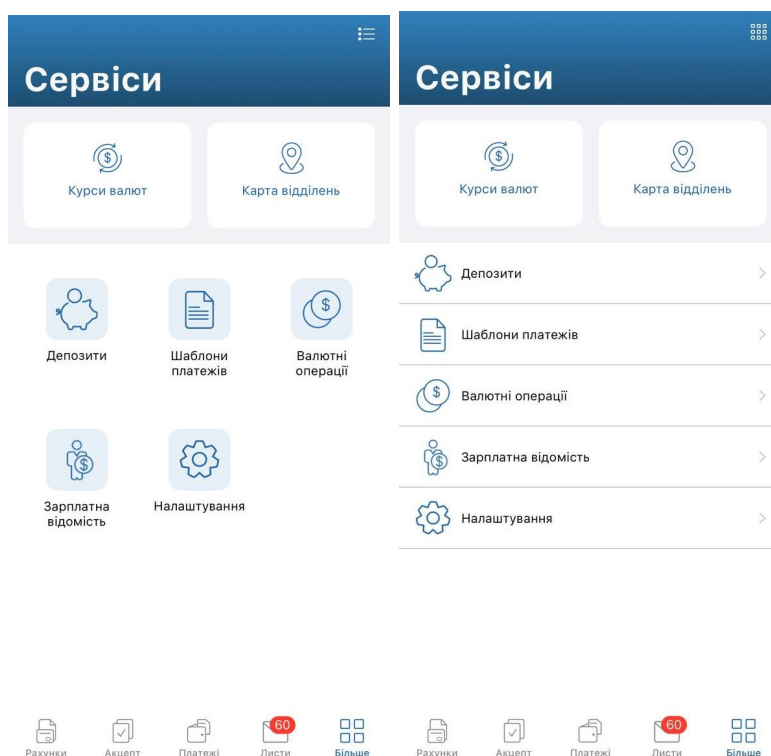 Сервіси
Курси валют
Карта відділень
Депозити
Шаблони
платежів
Валютні
операції
Зарплатна
відомість
Налаштування
Рахунки
Акцепт
Платежі
60
Листи
Більше
Сервіси
Курси валют
Карта відділень
Депозити
Шаблони платежів
Валютні операції
Зарплатна відомість
Налаштування
Рахунки
Акцепт
Платежі
60
Листи
Більше